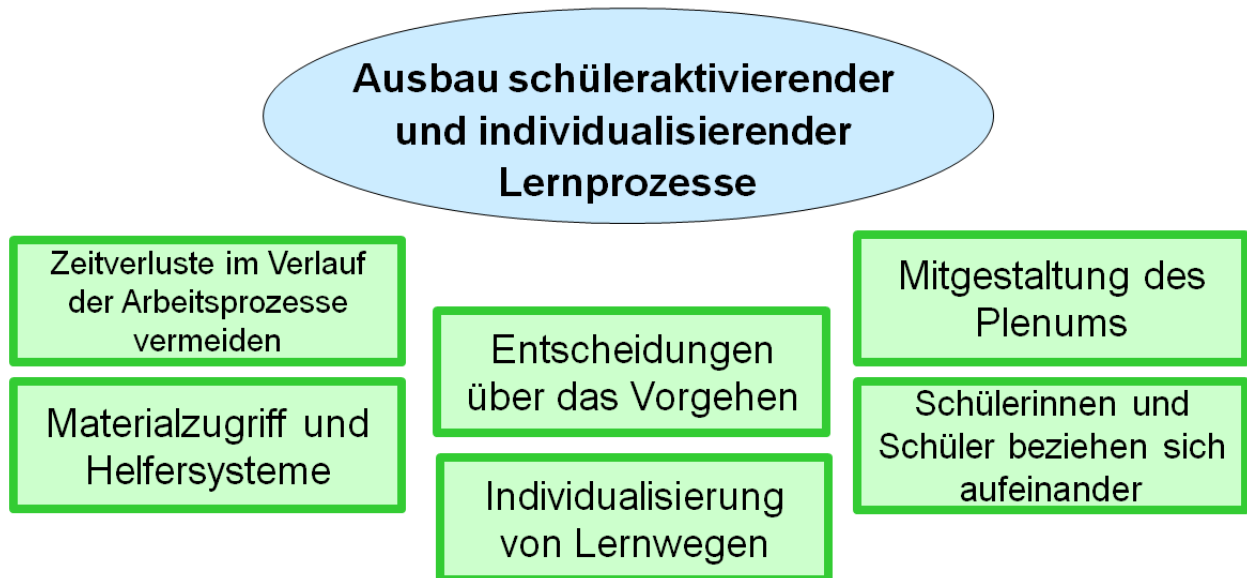 Ausbau schüleraktivierender
und individualisierender
Lernprozesse
Zeitverluste im Verlauf
der Arbeitsprozesse
vermeiden
Materialzugriff und
Helfersysteme
Entscheidungen
über das Vorgehen
Individualisierung
von Lernwegen
Mitgestaltung des
Plenums
Schülerinnen und
Schüler beziehen sich
aufeinander